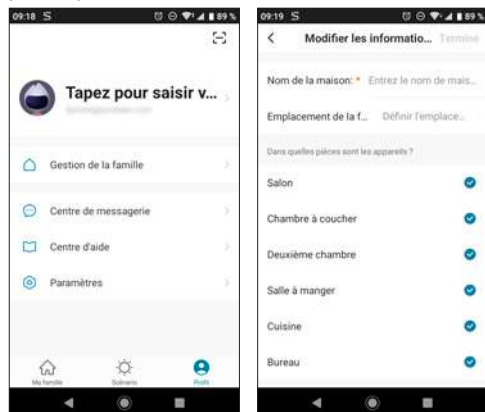 09:18 S 89 %
Tapez pour saisir v...
Gestion de la famille
Centre de messagerie
Centre d'aide
Paramètres
Ma famille Scénario Profil
09:19 S 89 %
Modifier les informatio... Terminé
Nom de la maison: * Entrez le nom de mais...
Emplacement de la f... Définir l'emplace...
Dans quelles pièces sont les appareils ?
Salon
Chambre à coucher
Deuxième chambre
Salle à manger
Cuisine
Bureau